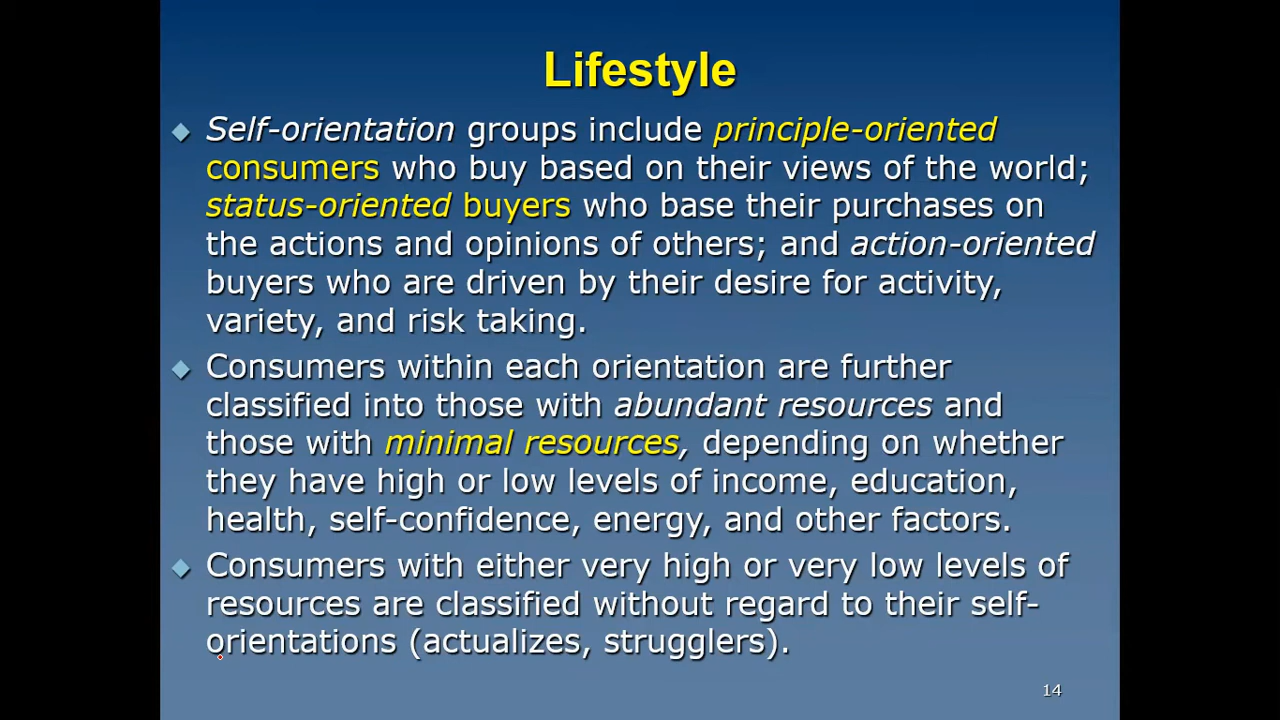 Lifestyle
Self-orientation groups include principle-oriented
consumers who buy based on their views of the world;
status-oriented buyers who base their purchases on
the actions and opinions of others; and action-oriented
buyers who are driven by their desire for activity,
variety, and risk taking.
Consumers within each orientation are further
classified into those with abundant resources and
those with minimal resources, depending on whether
they have high or low levels of income, education,
health, self-confidence, energy, and other factors.
Consumers with either very high or very low levels of
resources are classified without regard to their self-
orientations (actualizes, strugglers).
14